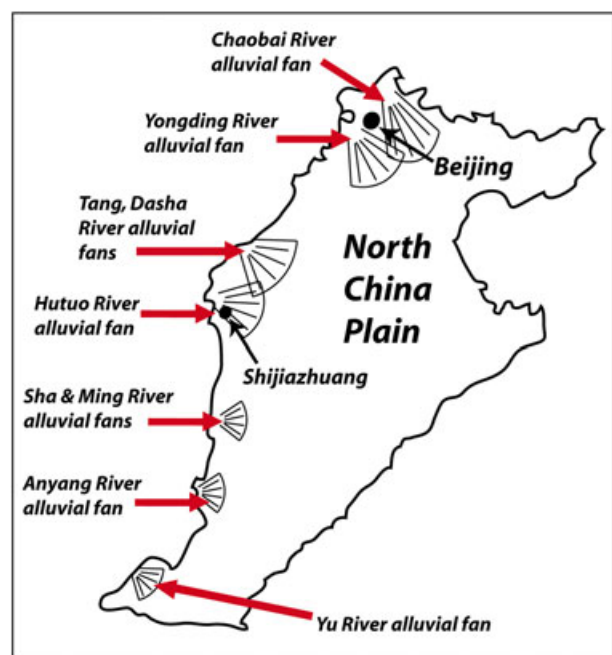 Chaobai River
alluvial fan
Yongding River
alluvial fan
Beijing
Tang, Dasha
River alluvial
fans
North
China
Plain
Hutuo River
alluvial fan
Shijiazhuang
Sha & Ming River
alluvial fans
Anyang River
alluvial fan
Yu River alluvial fan